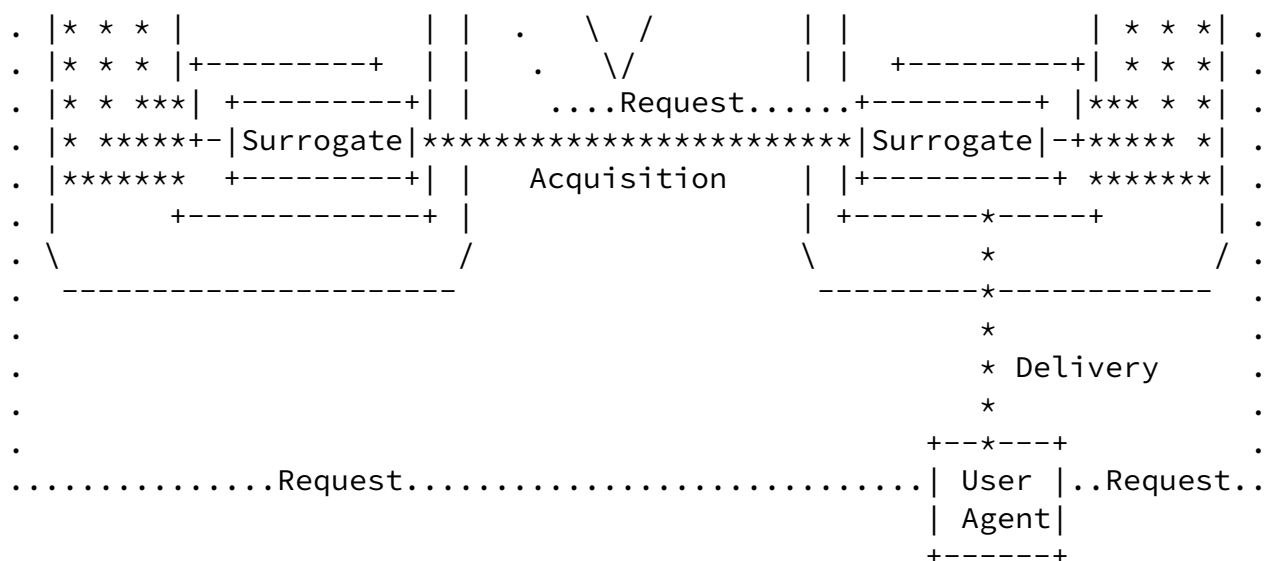 ....Request......
Surrogate Surrogate
Acquisition
Delivery
...............Request............................. User ..Request..
Agent